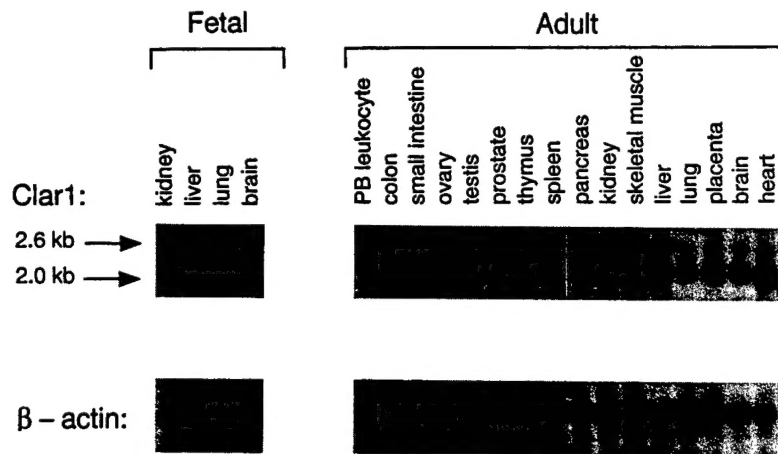 Fetal Adult
kidney
liver
lung
brain
PB leukocyte
colon
small intestine
ovary
testis
prostate
thymus
spleen
pancreas
kidney
skeletal muscle
liver
lung
placenta
brain
heart
Clar1:
2.6 kb
2.0 kb
β – actin: